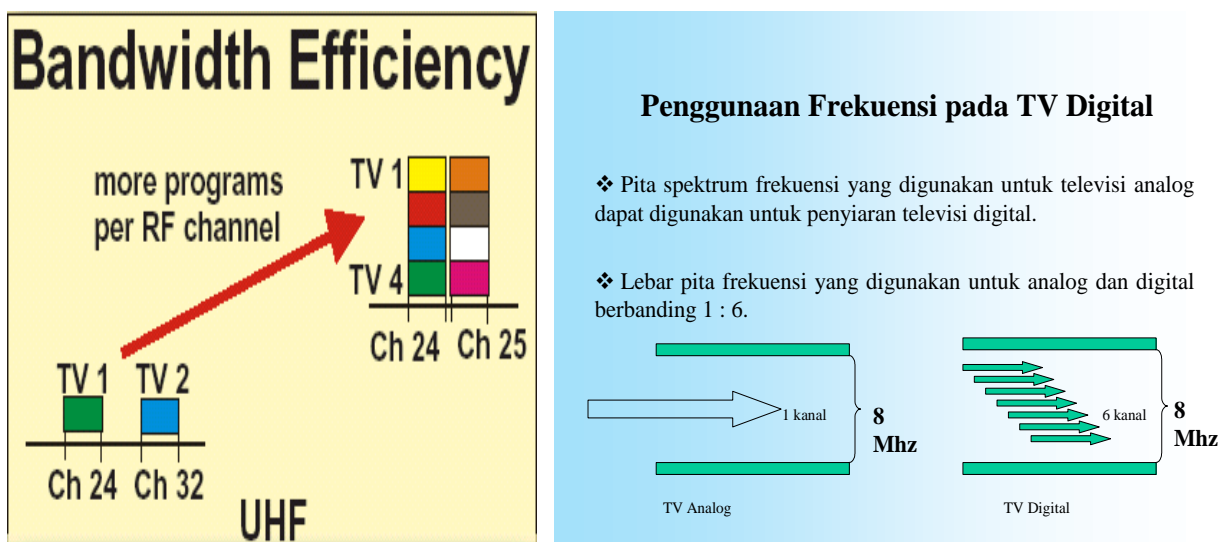 Bandwidth Efficiency
more programs
per RF channel
TV 1
TV 4
Ch 24 Ch 25
TV 1 TV 2
Ch 24 Ch 32
UHF
Penggunaan Frekuensi pada TV Digital
❖ Pita spektrum frekuensi yang digunakan untuk televisi analog
dapat digunakan untuk penyiaran televisi digital.
❖ Lebar pita frekuensi yang digunakan untuk analog dan digital
berbanding 1 : 6.
1 kanal
8
Mhz
6 kanal
8
Mhz
TV Analog
TV Digital